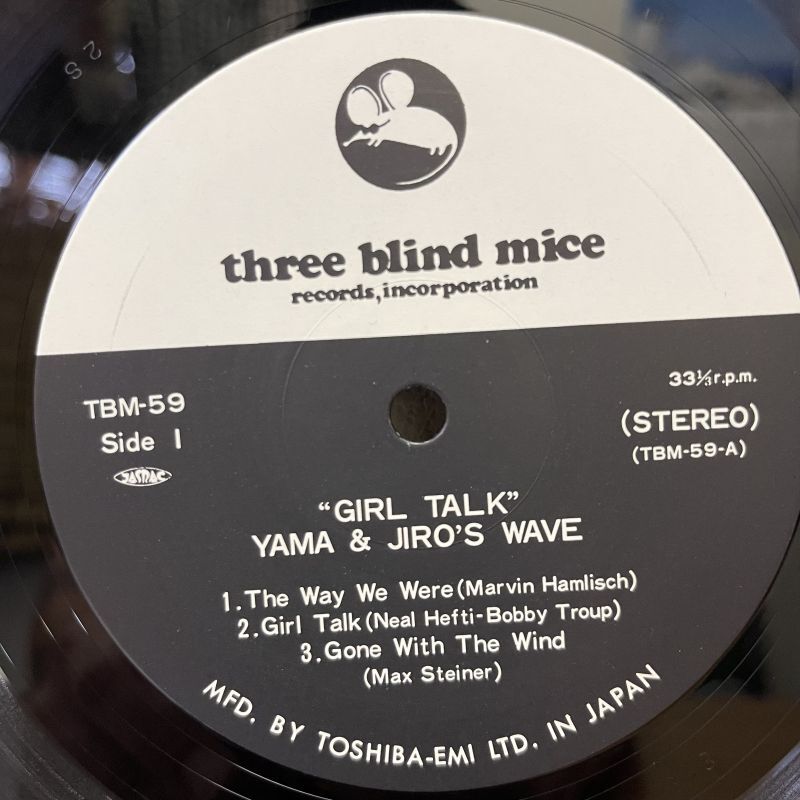 2S
three blind mice
records, incorporation
TBM-59
Side 1
JASRAC
33⅓r.p.m.
(STEREO)
(TBM-59-A)
“GIRL TALK”
YAMA & JIRO'S WAVE
1.The Way We Were(Marvin Hamlisch)
2.Girl Talk(Neal Hefti-Bobby Troup)
3.Gone With The Wind
(Max Steiner)
MFD. BY TOSHIBA-EMI LTD. IN JAPAN